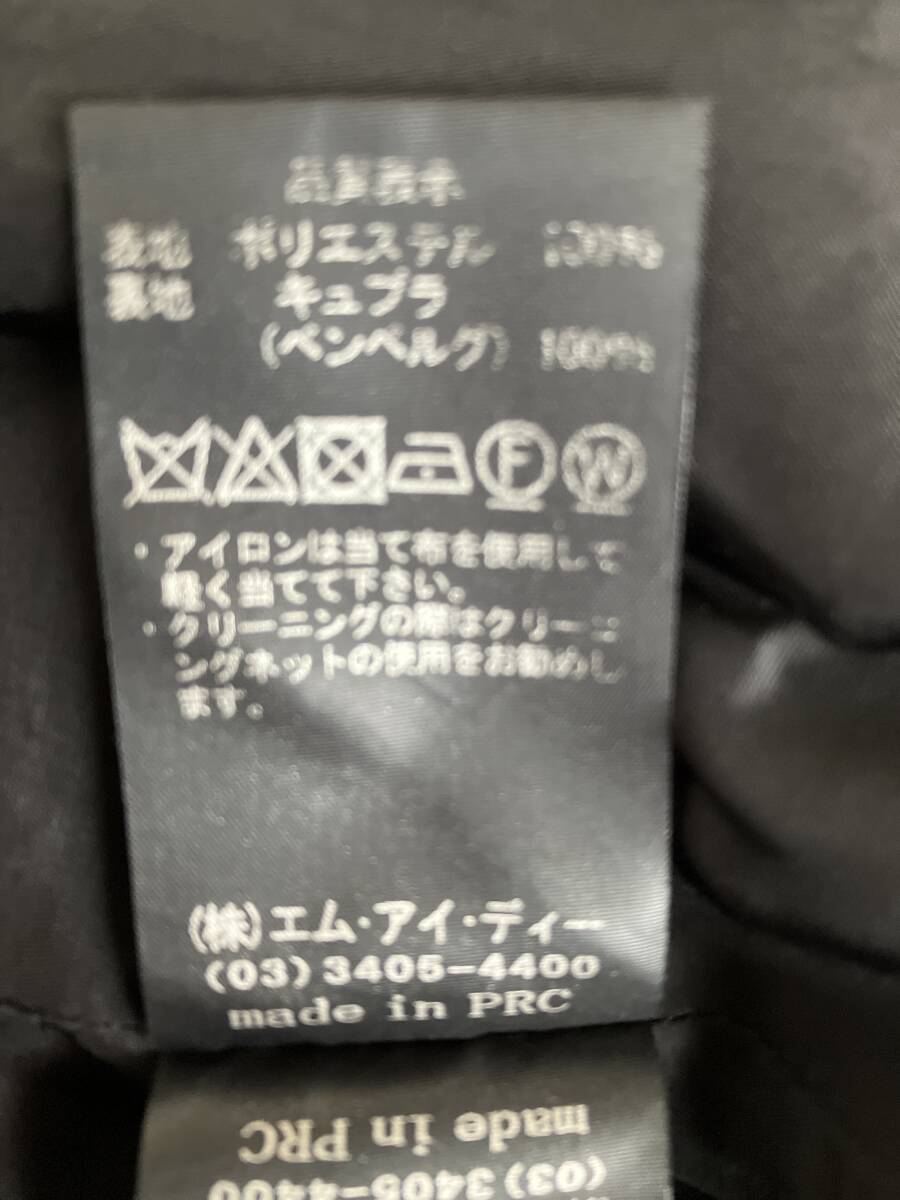 品質表示
表地 ポリエステル 100%
裏地 キュプラ
(ベンベルグ) 100%
F W
・アイロンは当て布を使用して
軽く当てて下さい。
・クリーニングの際はクリーニ
ングネットの使用をお勧めし
ます。
(株)エム・アイ・ディー
(03)3405-4400
made in PRC
made in PRC
(03)3405-4400